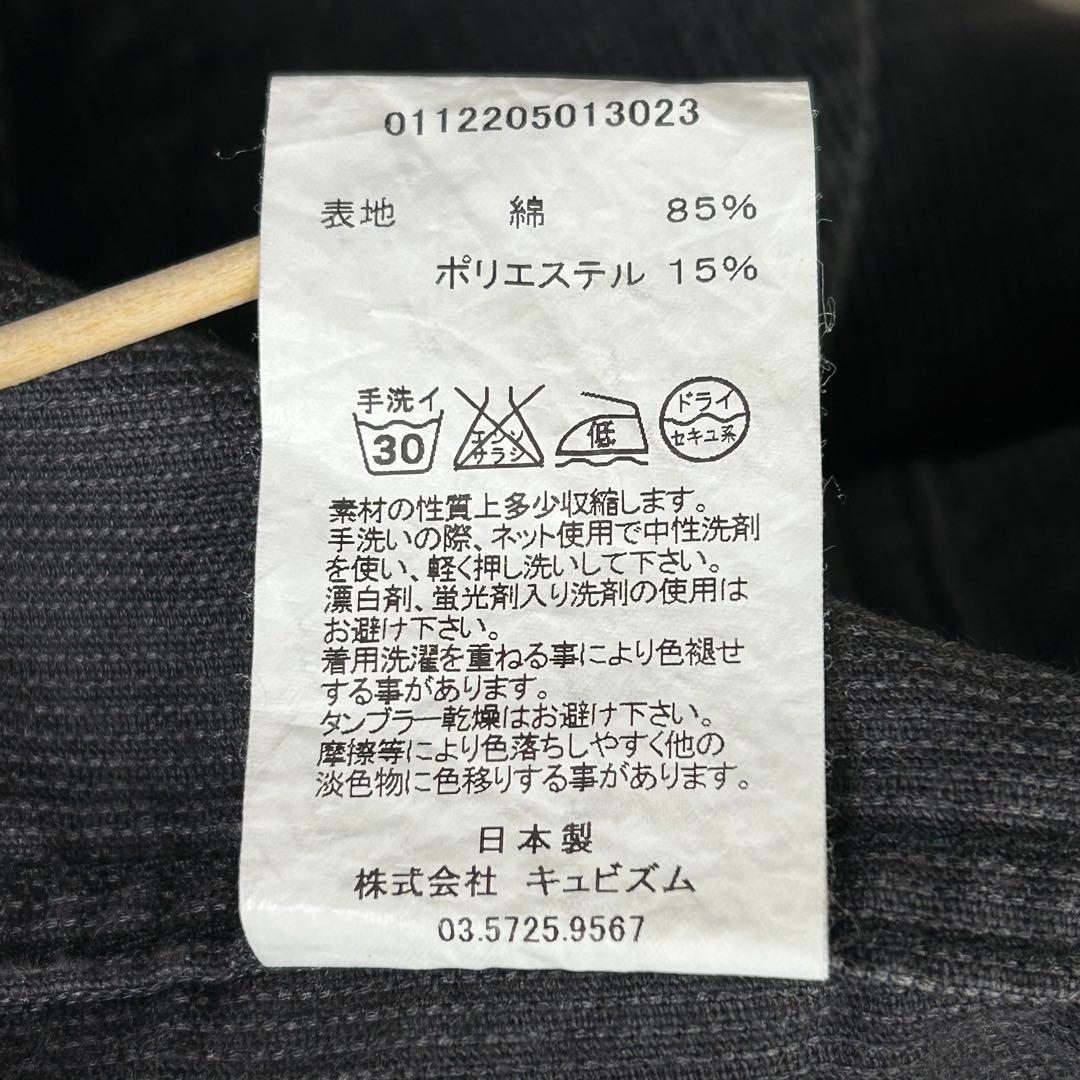 0112205013023
表地 綿 85%
ポリエステル 15%
手洗イ 30 エンソサラシ 低 ドライ セキユ系
素材の性質上多少収縮します。
手洗いの際、ネット使用で中性洗剤
を使い、軽く押し洗いして下さい。
漂白剤、蛍光剤入り洗剤の使用は
お避け下さい。
着用洗濯を重ねる事により色褪せ
する事があります。
タンブラー乾燥はお避け下さい。
摩擦等により色落ちしやすく他の
淡色物に色移りする事があります。
日本製
株式会社 キュビズム
03.5725.9567